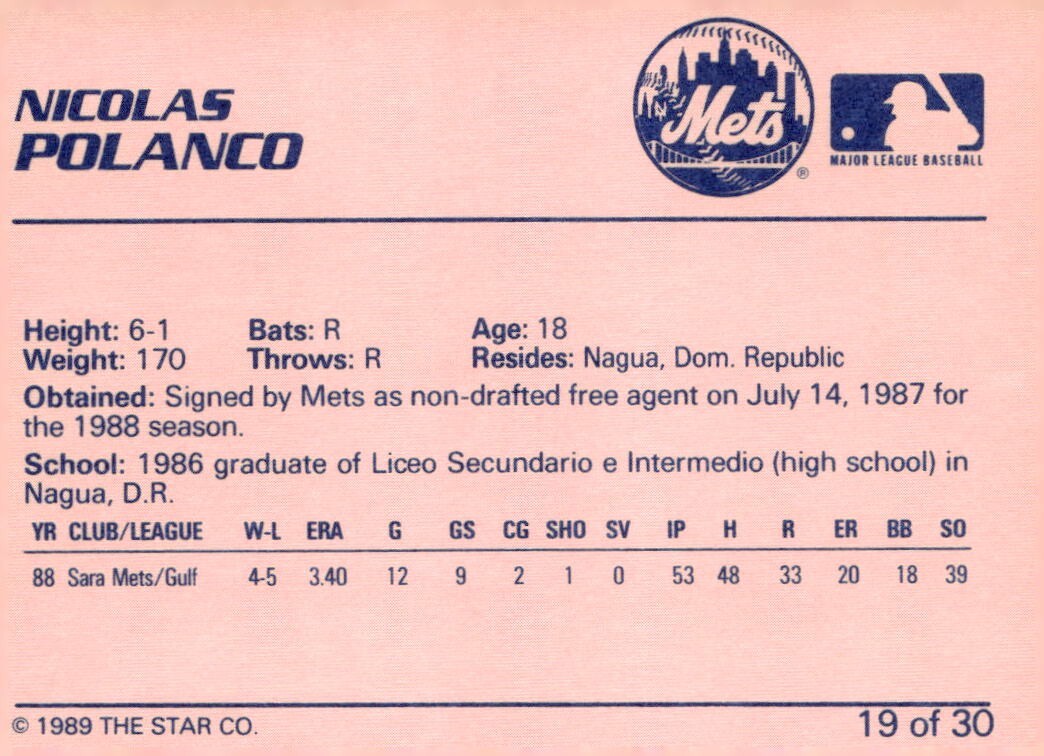 NICOLAS
POLANCO
Mets
®
MAJOR LEAGUE BASEBALL
Height: 6-1 Bats: R Age: 18
Weight: 170 Throws: R Resides: Nagua, Dom. Republic
Obtained: Signed by Mets as non-drafted free agent on July 14, 1987 for
the 1988 season.
School: 1986 graduate of Liceo Secundario e Intermedio (high school) in
Nagua, D.R.
YR CLUB/LEAGUE W-L ERA G GS CG SHO SV IP H R ER BB SO
88 Sara Mets/Gulf 4-5 3.40 12 9 2 1 0 53 48 33 20 18 39
© 1989 THE STAR CO. 19 of 30